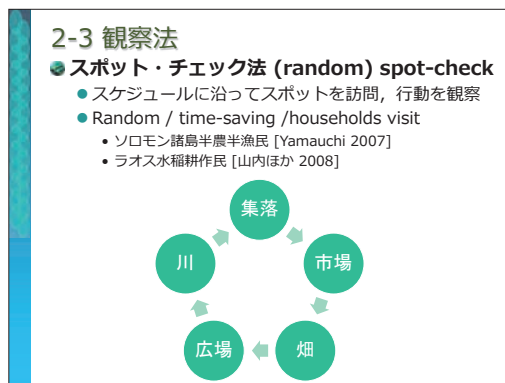 2-3 観察法
スポット・チェック法 (random) spot-check
スケジュールに沿ってスポットを訪問，行動を観察
Random / time-saving /households visit
• ソロモン諸島半農半漁民 [Yamauchi 2007]
• ラオス水稲耕作民 [山内ほか 2008]
集落
市場
畑
広場
川